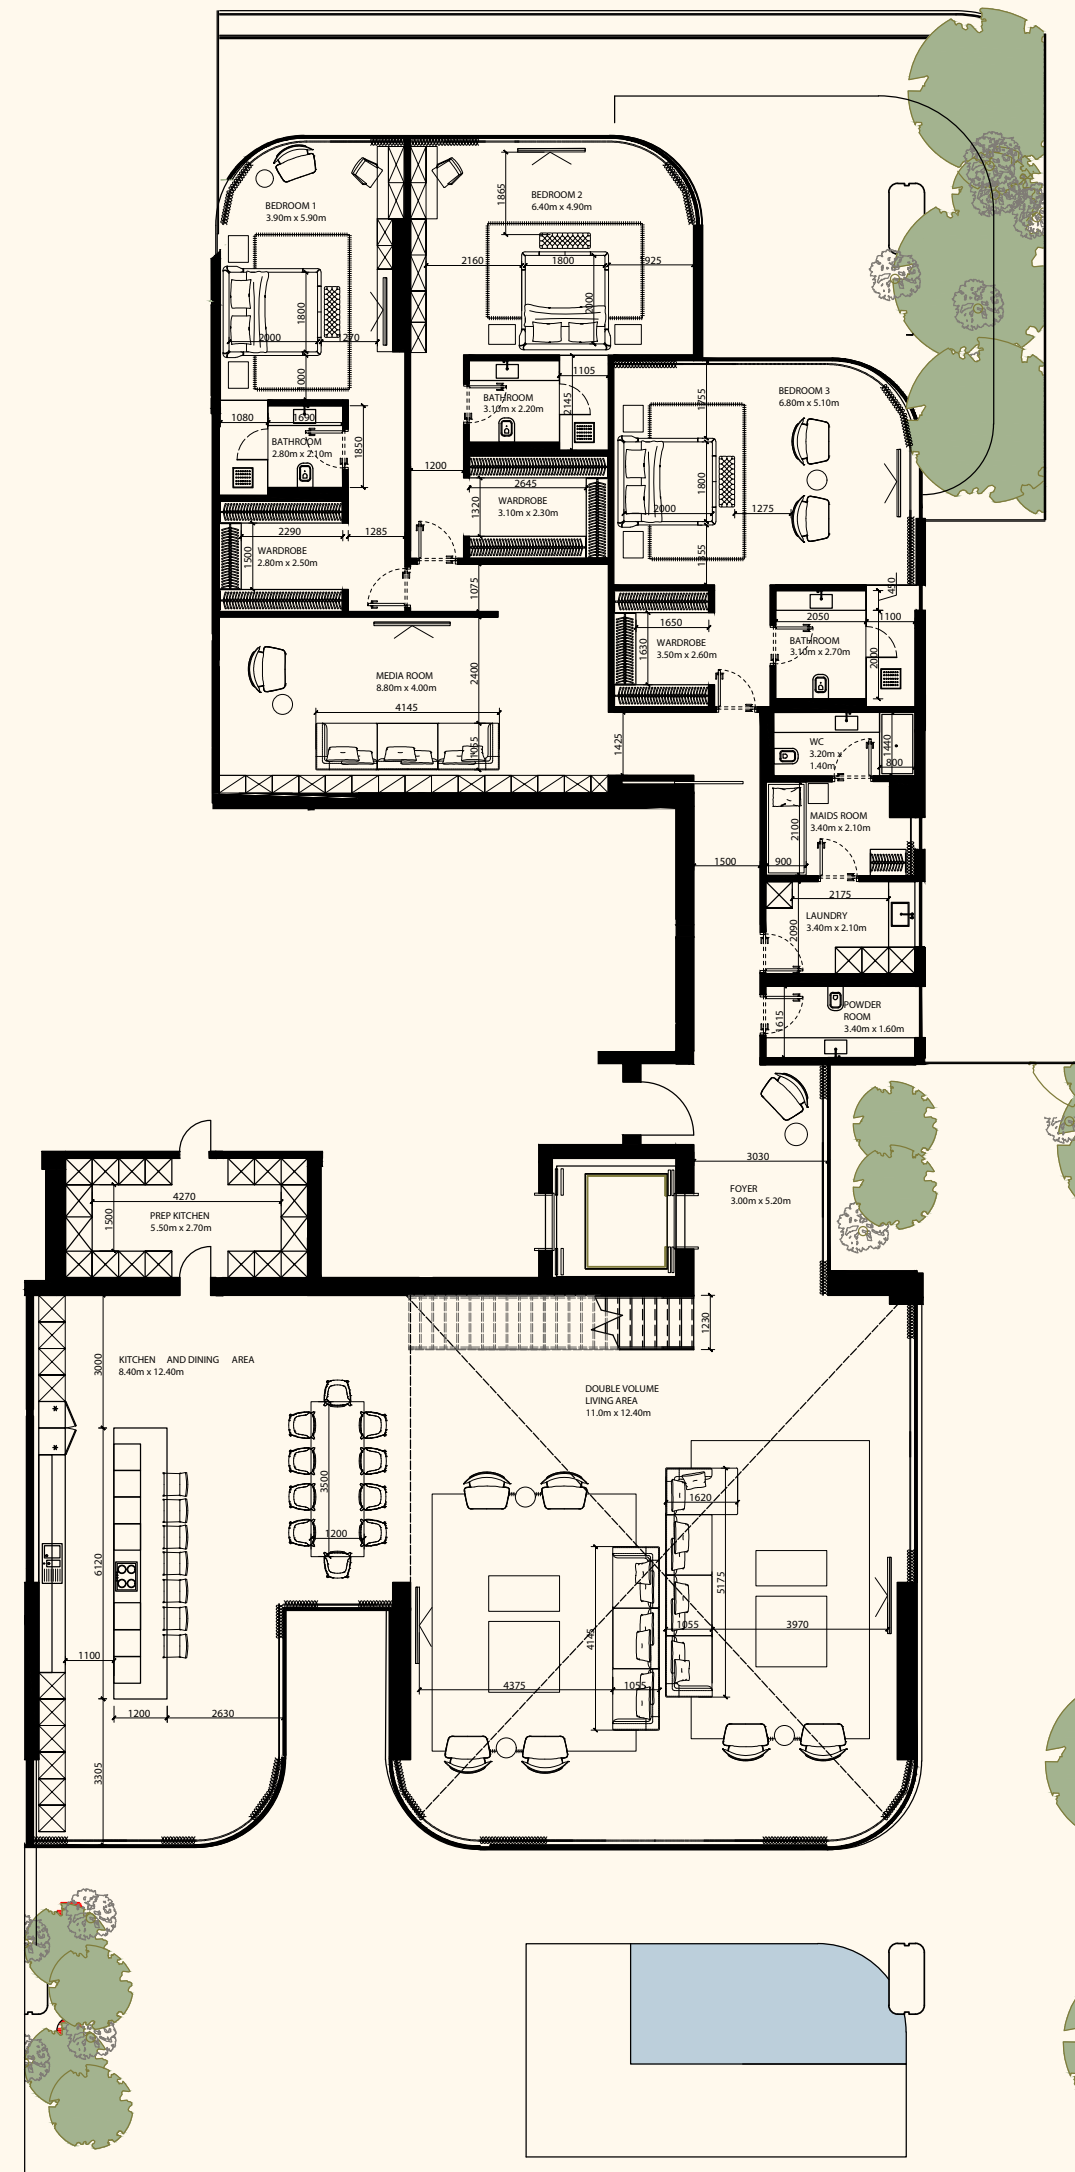 BEDROOM 1
3.90m x 5.90m
BEDROOM 2
6.40m x 4.90m
1865
2160
1800
925
2000
1800
2000
1270
1000
1080
1690
BATHROOM
2.80m x 2.10m
1850
1105
BATHROOM
3.10m x 2.20m
2145
BEDROOM 3
6.80m x 5.10m
1755
1800
2000
1275
1355
1200
2645
WARDROBE
3.10m x 2.30m
1320
2290
1285
WARDROBE
2.80m x 2.50m
1500
1075
450
2050
1100
BATHROOM
3.10m x 2.70m
2000
1650
WARDROBE
3.50m x 2.60m
1630
MEDIA ROOM
8.80m x 4.00m
2400
4145
1055
1425
WC
3.20m x
1.40m
1440
800
MAIDS ROOM
3.40m x 2.10m
2100
1500
900
2175
LAUNDRY
3.40m x 2.10m
2090
POWDER
ROOM
3.40m x 1.60m
1615
3030
FOYER
3.00m x 5.20m
4270
PREP KITCHEN
5.50m x 2.70m
1500
1230
KITCHEN AND DINING AREA
8.40m x 12.40m
3000
DOUBLE VOLUME
LIVING AREA
11.0m x 12.40m
3500
1200
1620
6120
5175
4145
1055
3970
1100
4375
1055
1200
2630
3305